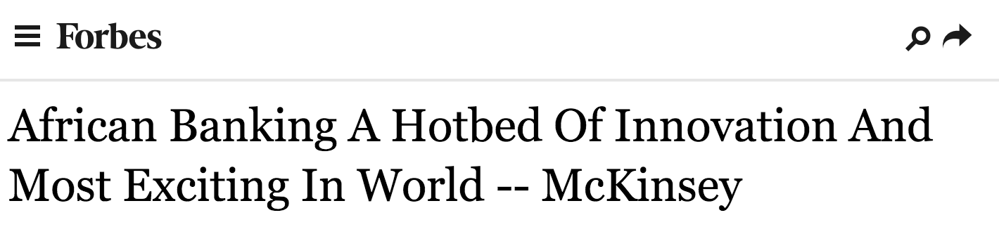 Forbes
African Banking A Hotbed Of Innovation And
Most Exciting In World -- McKinsey